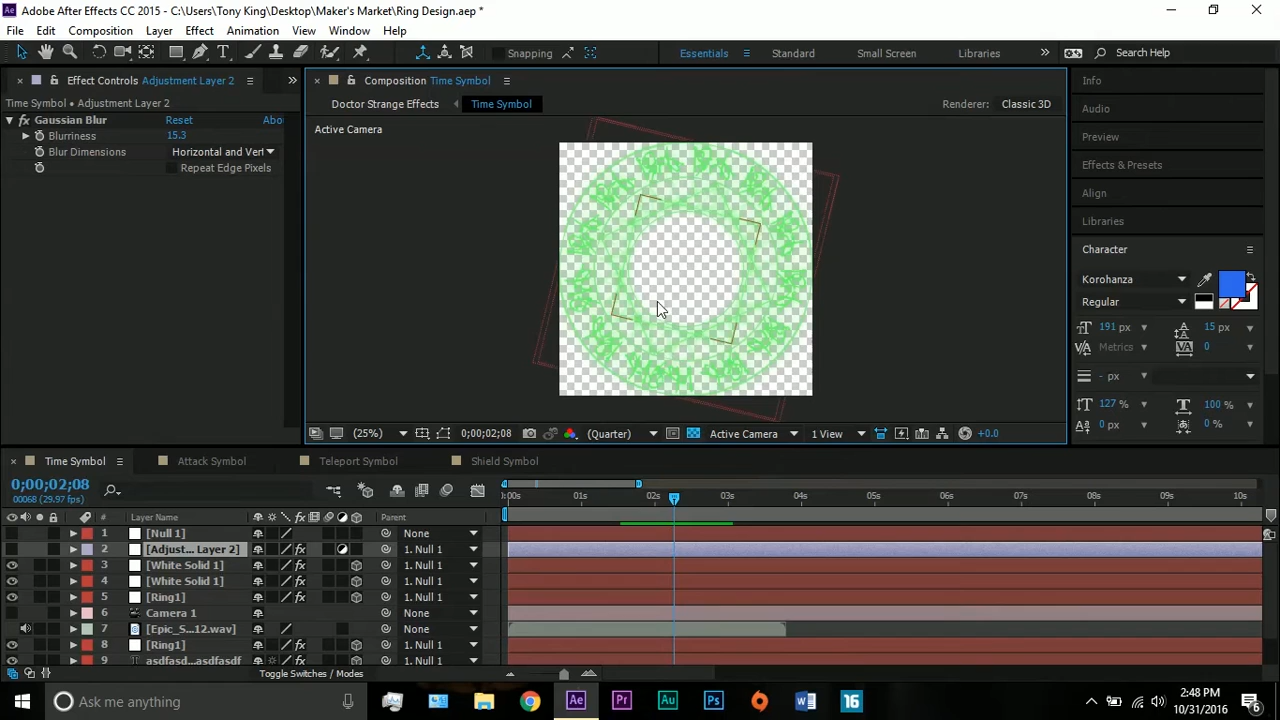 Adobe After Effects CC 2015 - C:\Users\Tony King\Desktop\Maker's Market\Ring Design.aep *
File Edit Composition Layer Effect Animation View Window Help
Snapping Essentials Standard Small Screen Libraries Search Help
Effect Controls Adjustment Layer 2
Composition Time Symbol
Info
Time Symbol • Adjustment Layer 2
Doctor Strange Effects Time Symbol
Renderer: Classic 3D
Audio
fx Gaussian Blur Reset Abo
Active Camera
Blurriness 15.3
Preview
Blur Dimensions Horizontal and Vert
Repeat Edge Pixels
Effects & Presets
Align
Libraries
Character
Korohanza
Regular
191 px 15 px
Metrics 0
- px
127 % 100 %
0 px 0 %
(25%) 0;00;02;08 (Quarter) Active Camera 1 View +0.0
Time Symbol Attack Symbol Teleport Symbol Shield Symbol
0;00;02;08
00068 (29.97 fps)
:00s 01s 02s 03s 04s 05s 06s 07s 08s 09s 10s
# Layer Name Parent
1 [Null 1] None
2 [Adjust... Layer 2] 1. Null 1
3 [White Solid 1] 1. Null 1
4 [White Solid 1] 1. Null 1
5 [Ring1] 1. Null 1
6 Camera 1 None
7 [Epic_S...12.wav] None
8 [Ring1] 1. Null 1
9 asdfasd...asdfasdf 1. Null 1
Toggle Switches / Modes
Ask me anything
Ae Pr Au Ps 16
2:48 PM
10/31/2016
6